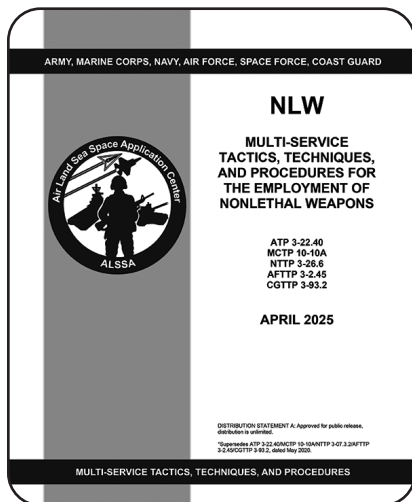 ARMY, MARINE CORPS, NAVY, AIR FORCE, SPACE FORCE, COAST GUARD
NLW
MULTI-SERVICE
TACTICS, TECHNIQUES,
AND PROCEDURES FOR
THE EMPLOYMENT OF
NONLETHAL WEAPONS
Air Land Sea Space Application Center
ALSSA
ATP 3-22.40
MCTP 10-10A
NTTP 3-26.6
AFTTP 3-2.45
CGTTP 3-93.2
APRIL 2025
DISTRIBUTION STATEMENT A: Approved for public release,
distribution is unlimited.
*Supersedes ATP 3-22.40/MCTP 10-10A/NTTP 3-07.3.2/AFTTP
3-2.45/CGTTP 3-93.2, dated May 2020.
MULTI-SERVICE TACTICS, TECHNIQUES, AND PROCEDURES